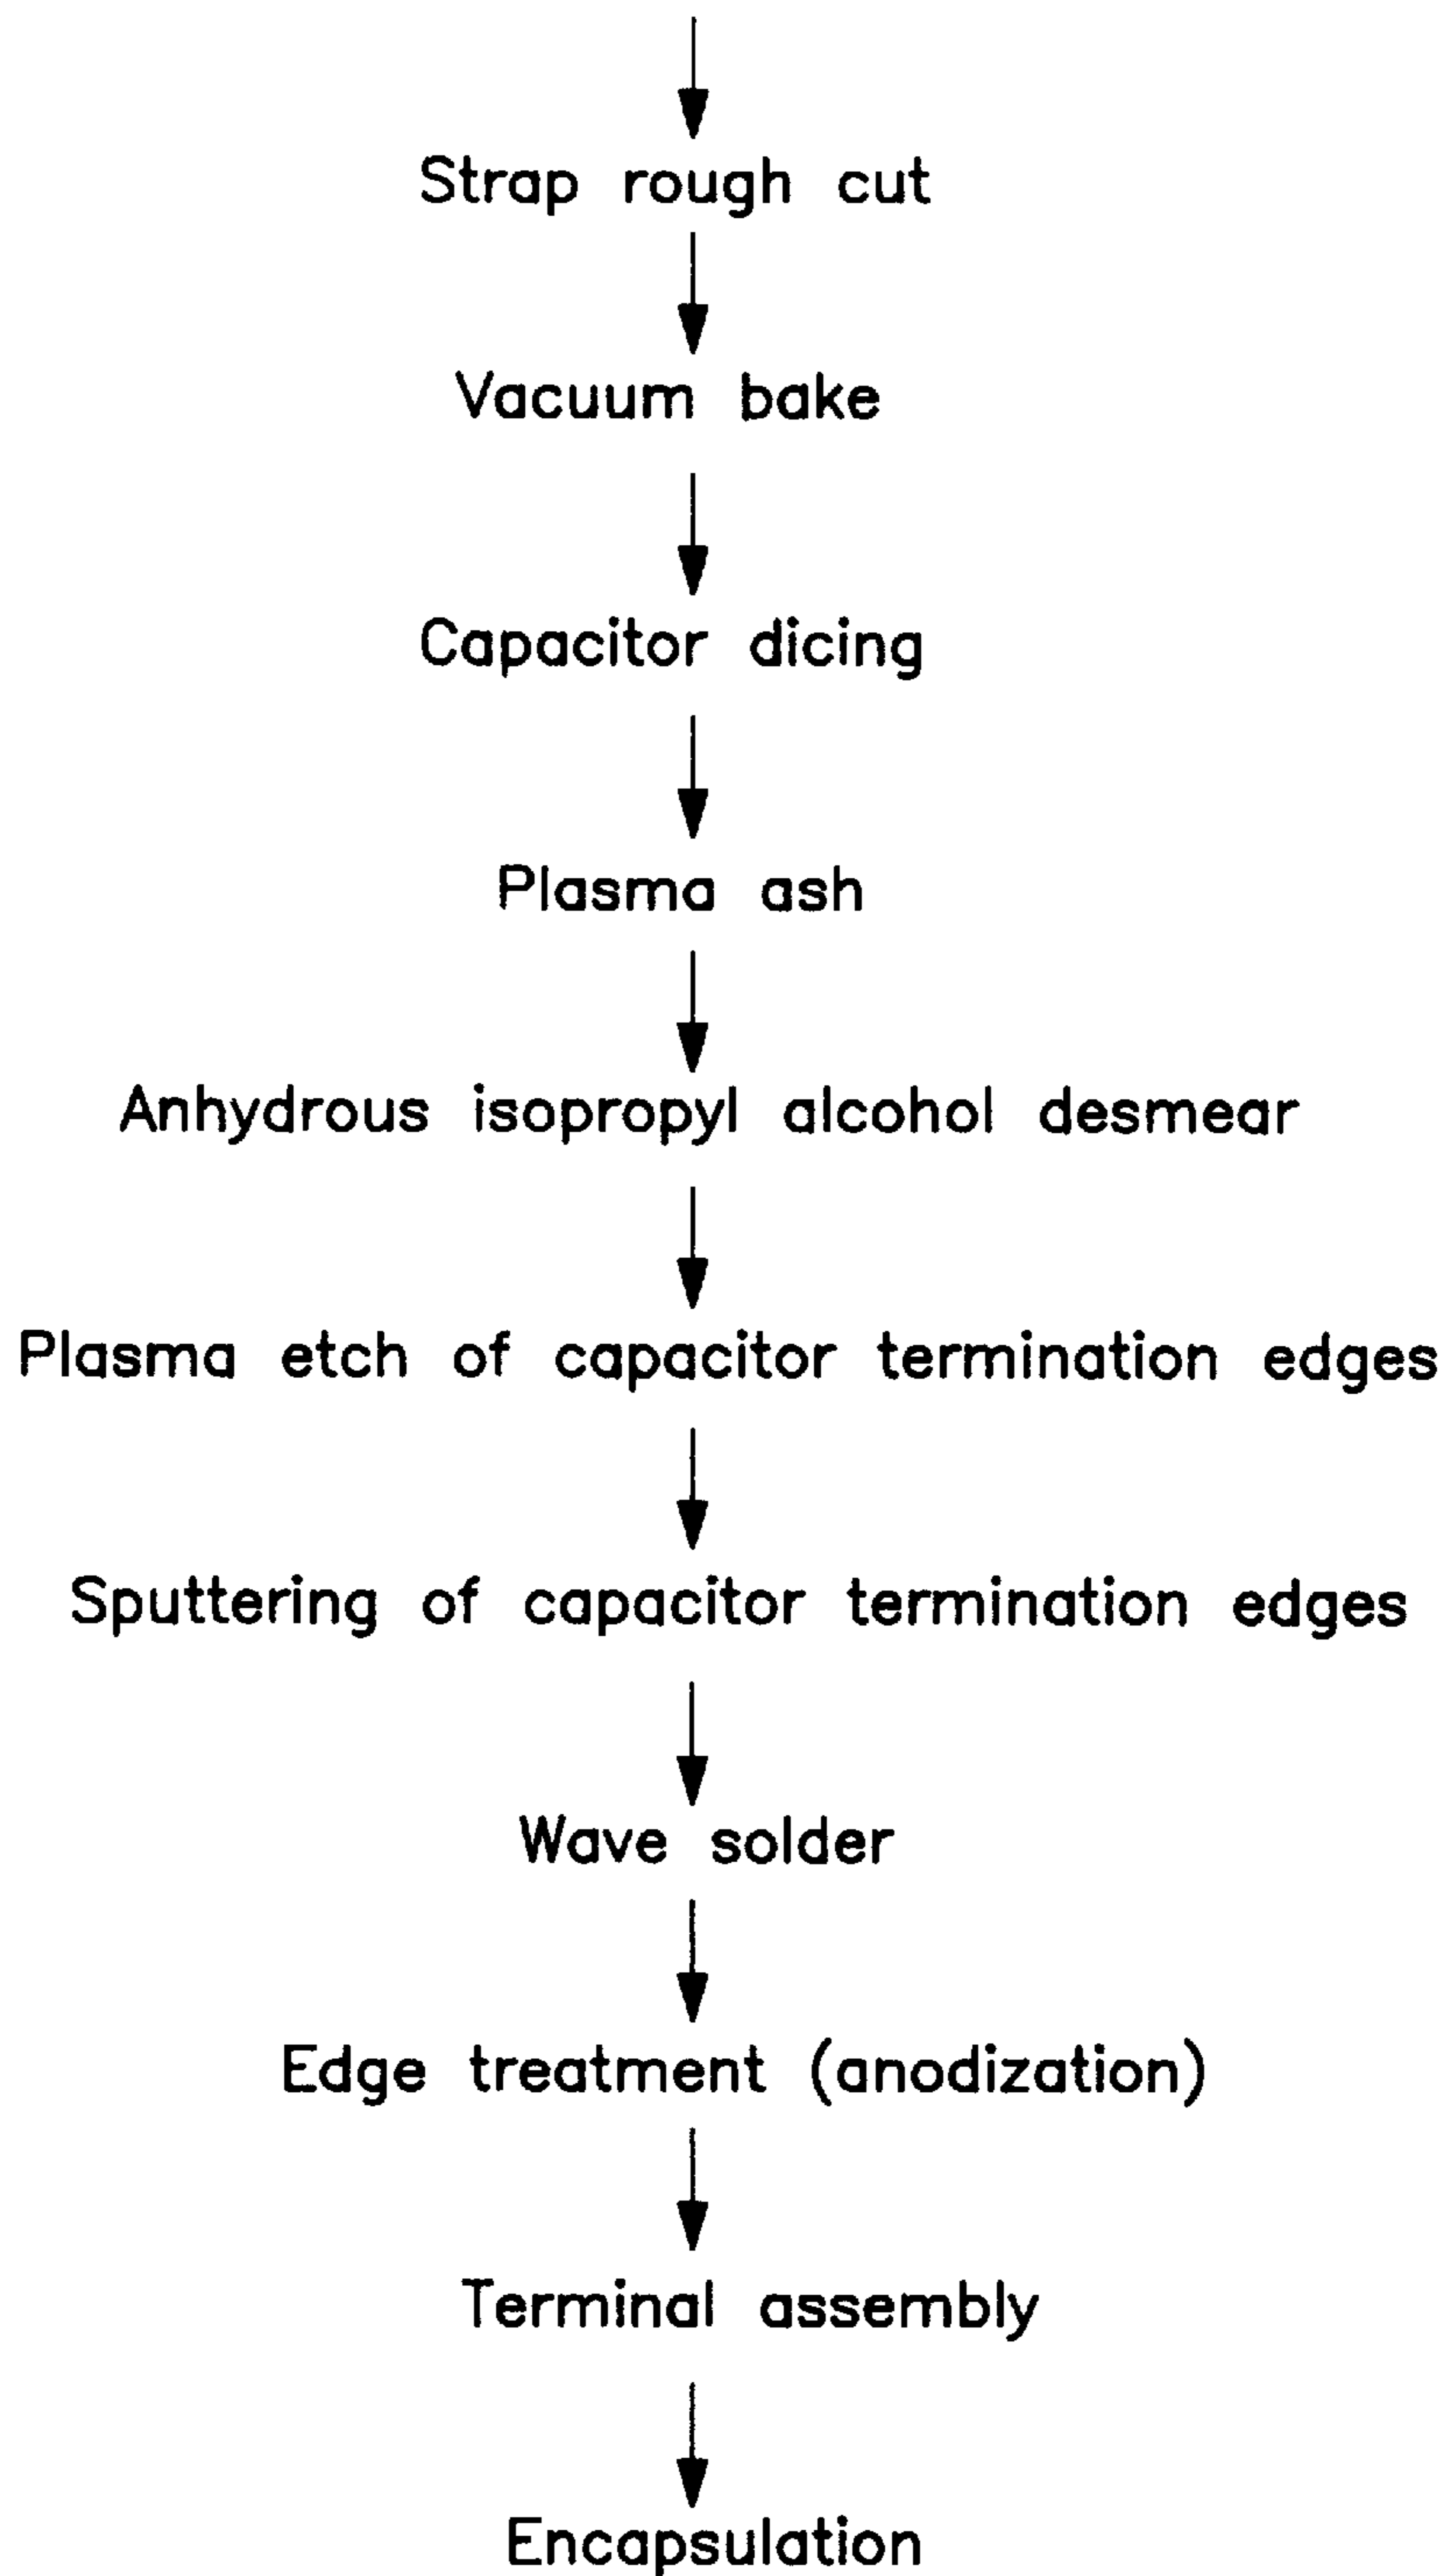 Strap rough cut
Vacuum bake
Capacitor dicing
Plasma ash
Anhydrous isopropyl alcohol desmear
Plasma etch of capacitor termination edges
Sputtering of capacitor termination edges
Wave solder
Edge treatment (anodization)
Terminal assembly
Encapsulation